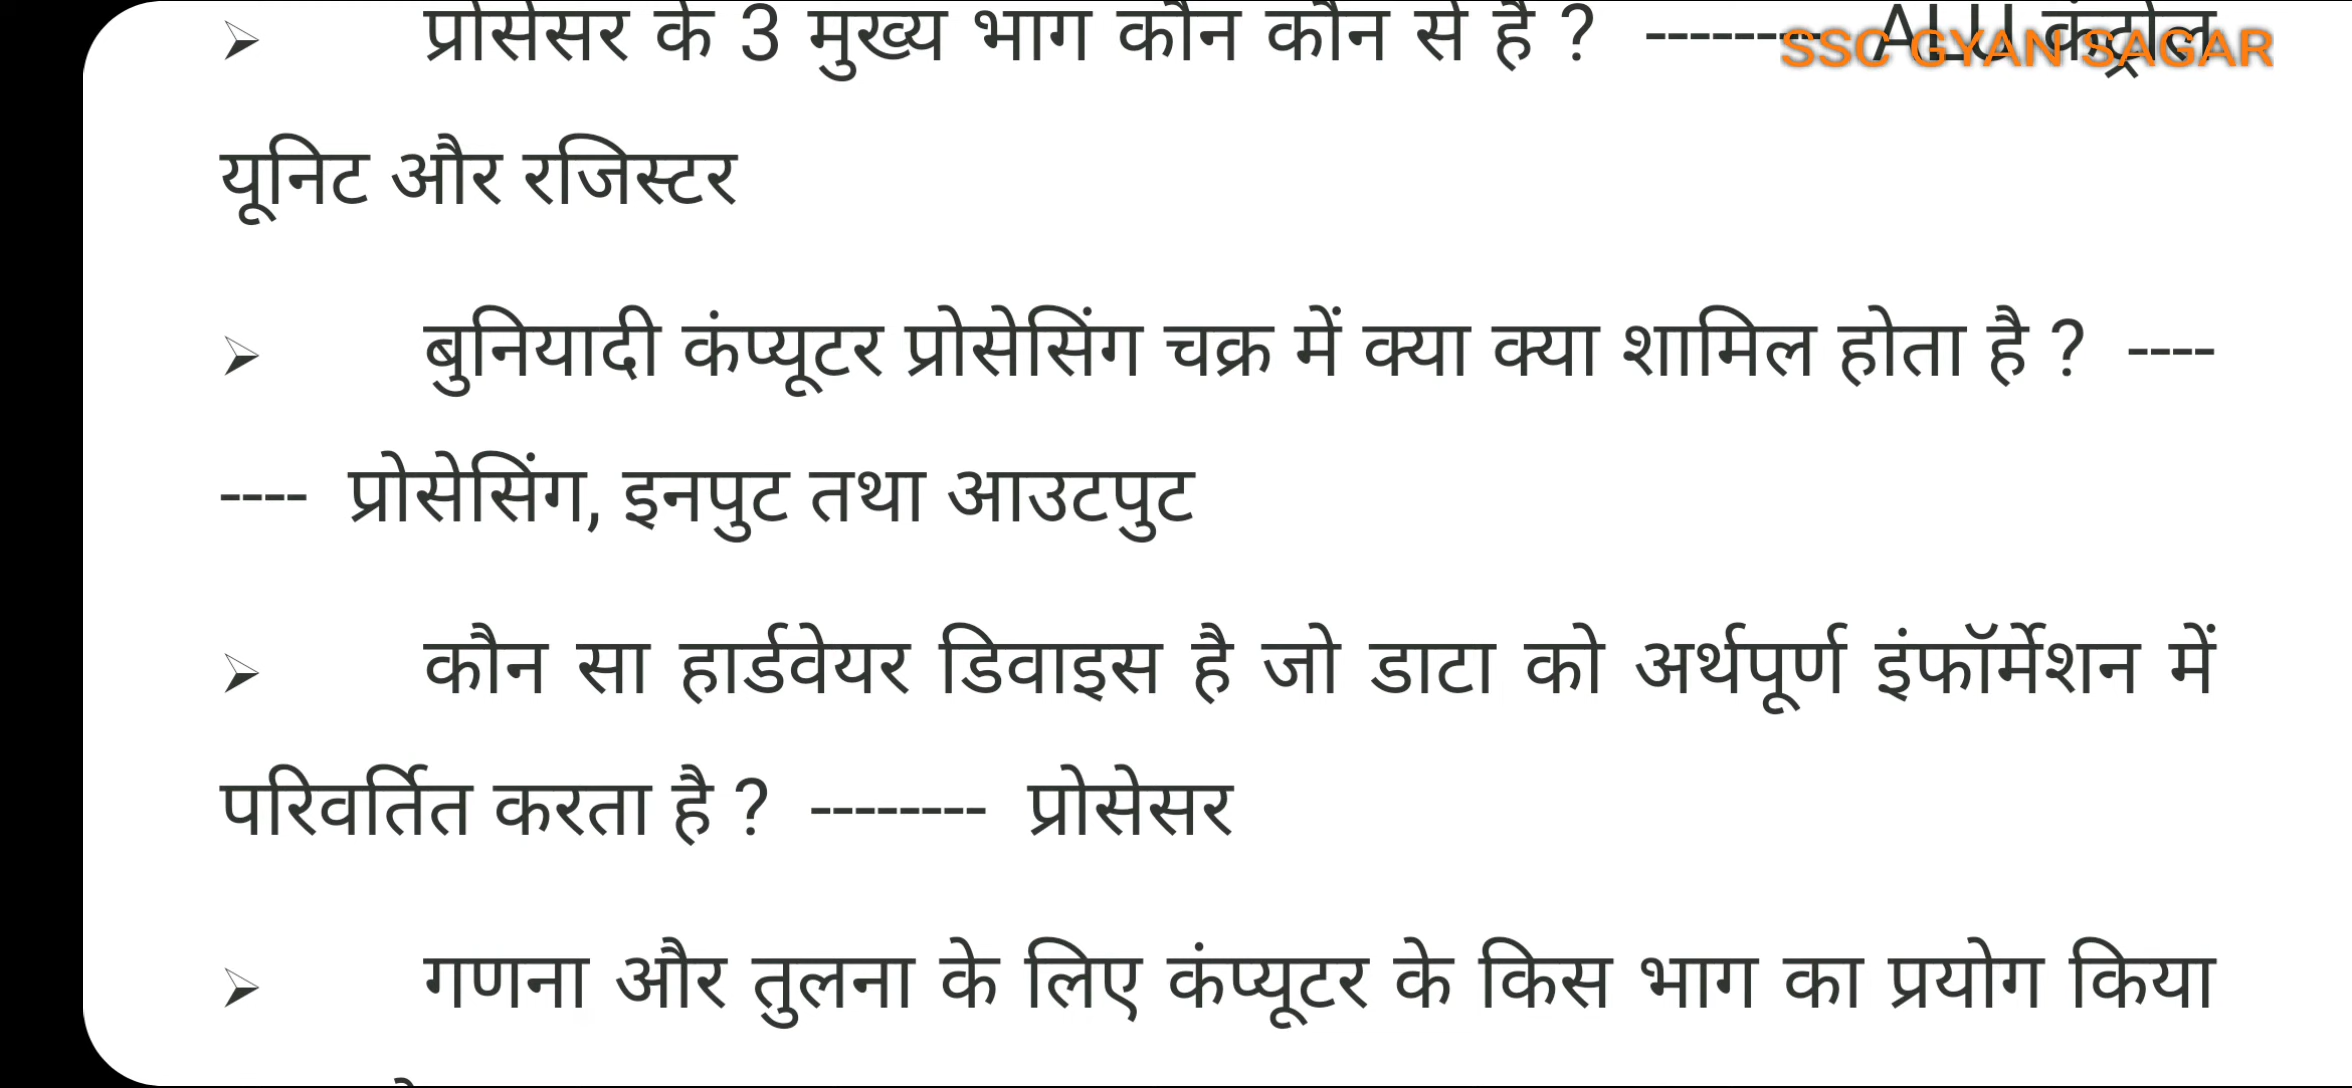 ➢ प्रोसेसर के 3 मुख्य भाग कौन कौन से है ? -------- ALU कंट्रोल
SSC GYAN SAGAR
यूनिट और रजिस्टर
➢ बुनियादी कंप्यूटर प्रोसेसिंग चक्र में क्या क्या शामिल होता है ? ----
---- प्रोसेसिंग, इनपुट तथा आउटपुट
➢ कौन सा हार्डवेयर डिवाइस है जो डाटा को अर्थपूर्ण इंफॉर्मेशन में
परिवर्तित करता है ? -------- प्रोसेसर
➢ गणना और तुलना के लिए कंप्यूटर के किस भाग का प्रयोग किया